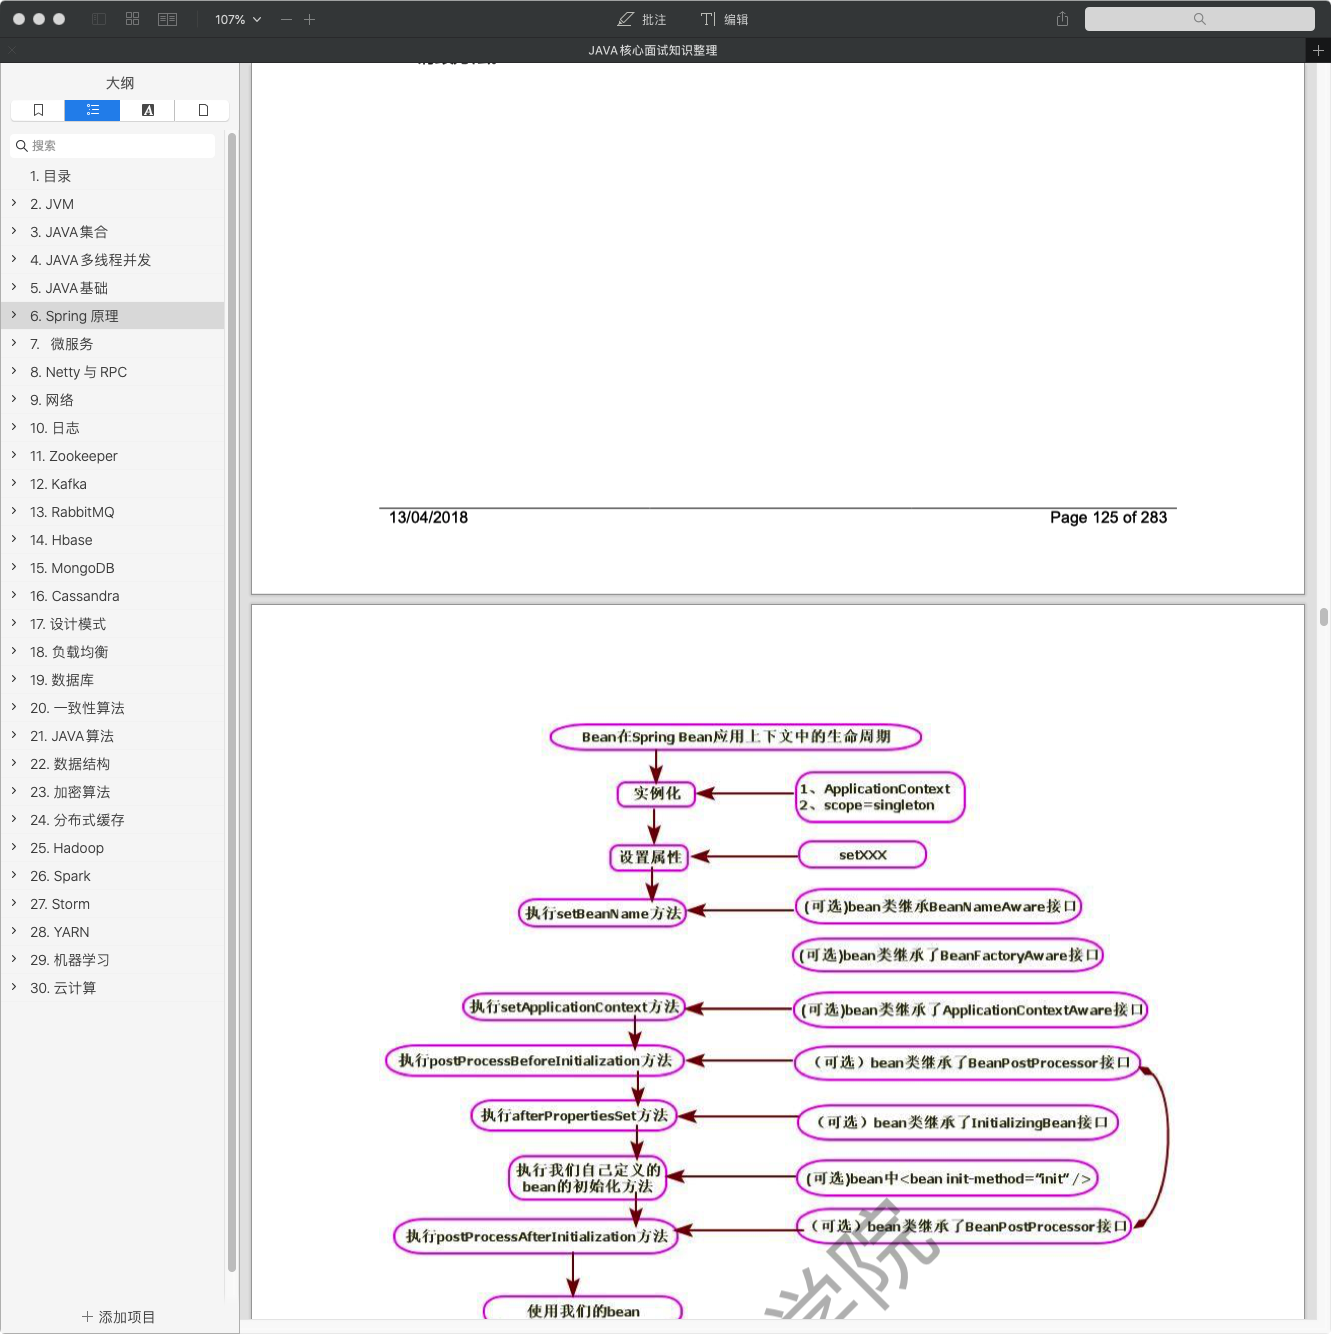 107%
批注
编辑
JAVA核心面试知识整理
大纲
搜索
1. 目录
2. JVM
3. JAVA集合
4. JAVA多线程并发
5. JAVA基础
6. Spring 原理
7. 微服务
8. Netty 与 RPC
9. 网络
10. 日志
11. Zookeeper
12. Kafka
13. RabbitMQ
14. Hbase
15. MongoDB
16. Cassandra
17. 设计模式
18. 负载均衡
19. 数据库
20. 一致性算法
21. JAVA算法
22. 数据结构
23. 加密算法
24. 分布式缓存
25. Hadoop
26. Spark
27. Storm
28. YARN
29. 机器学习
30. 云计算
添加项目
13/04/2018
Page 125 of 283
Bean在Spring Bean应用上下文中的生命周期
实例化
1、ApplicationContext
2、scope=singleton
设置属性
setXXX
执行setBeanName方法
(可选)bean类继承BeanNameAware接口
(可选)bean类继承了BeanFactoryAware接口
执行setApplicationContext方法
(可选)bean类继承了ApplicationContextAware接口
执行postProcessBeforeInitialization方法
（可选）bean类继承了BeanPostProcessor接口
执行afterPropertiesSet方法
（可选）bean类继承了InitializingBean接口
执行我们自己定义的
bean的初始化方法
(可选)bean中<bean init-method=“init” />
执行postProcessAfterInitialization方法
（可选）bean类继承了BeanPostProcessor接口
使用我们的bean
学院